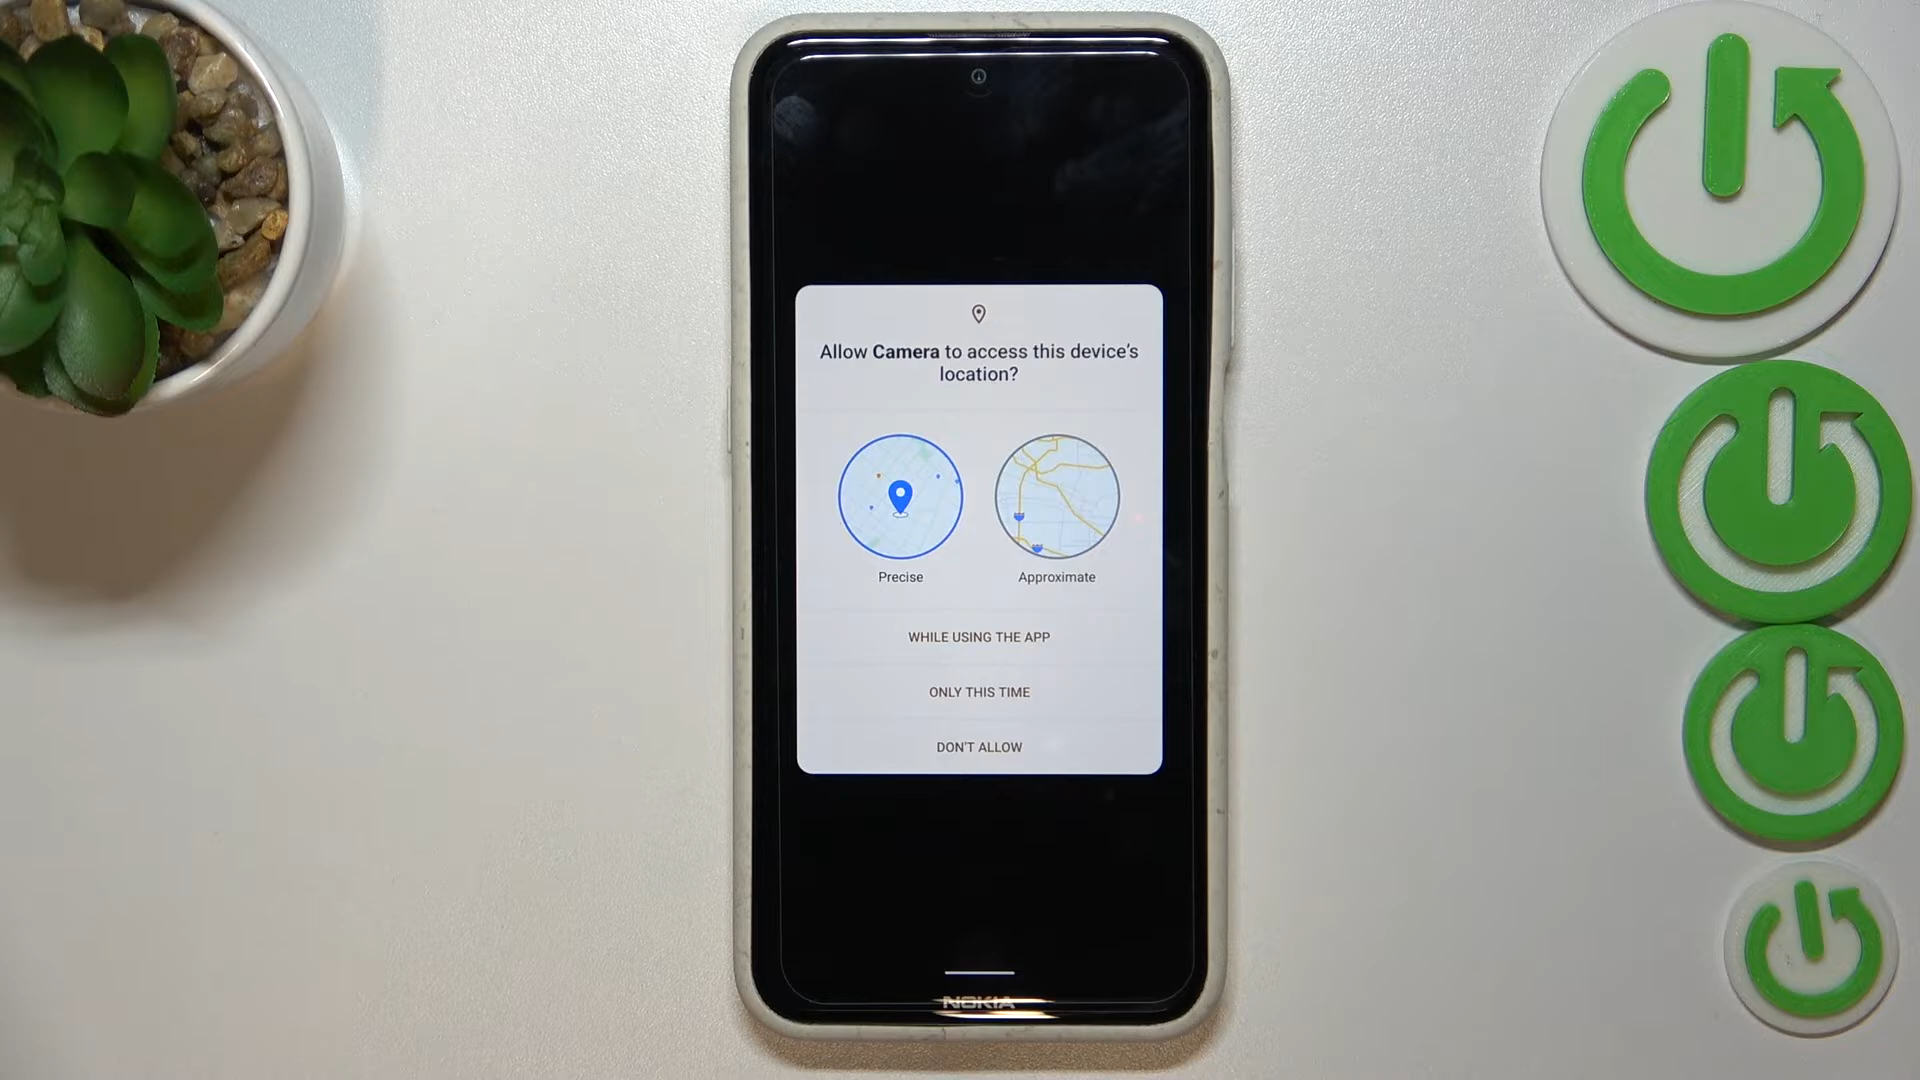 Allow Camera to access this device's
location?
Precise
Approximate
WHILE USING THE APP
ONLY THIS TIME
DON'T ALLOW
NOKIA